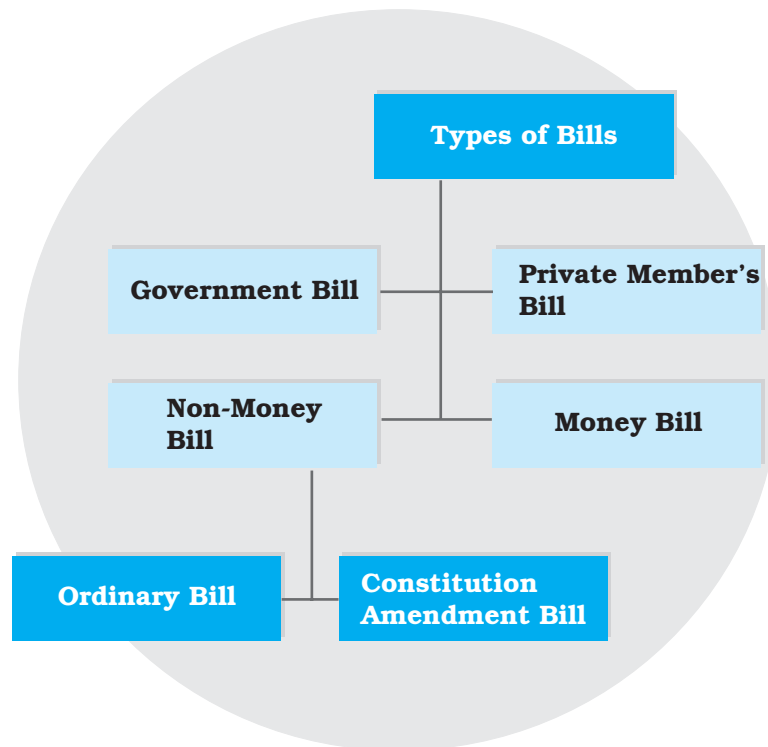 Types of Bills
Government Bill
Private Member's
Bill
Non-Money
Bill
Money Bill
Ordinary Bill
Constitution
Amendment Bill